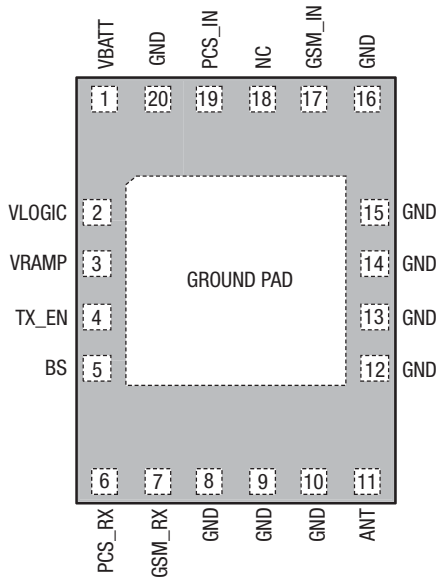 VBATT
GND
PCS_IN
NC
GSM_IN
GND
1
20
19
18
17
16
VLOGIC
2
15
GND
VRAMP
3
14
GND
GROUND PAD
TX_EN
4
13
GND
BS
5
12
GND
6
7
8
9
10
11
PCS_RX
GSM_RX
GND
GND
GND
ANT